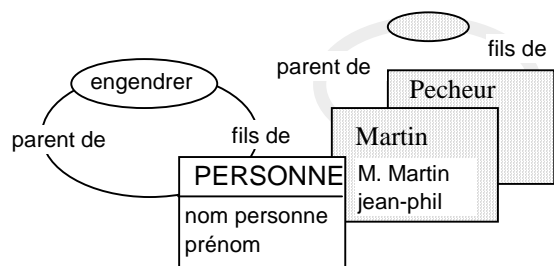 engendrer
parent de
fils de
PERSONNE
nom personne
prénom
parent de
fils de
Pecheur
Martin
M. Martin
jean-phil